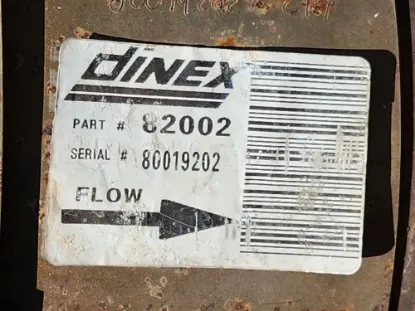 DINEX
PART # 82002
SERIAL # 80019202
FLOW